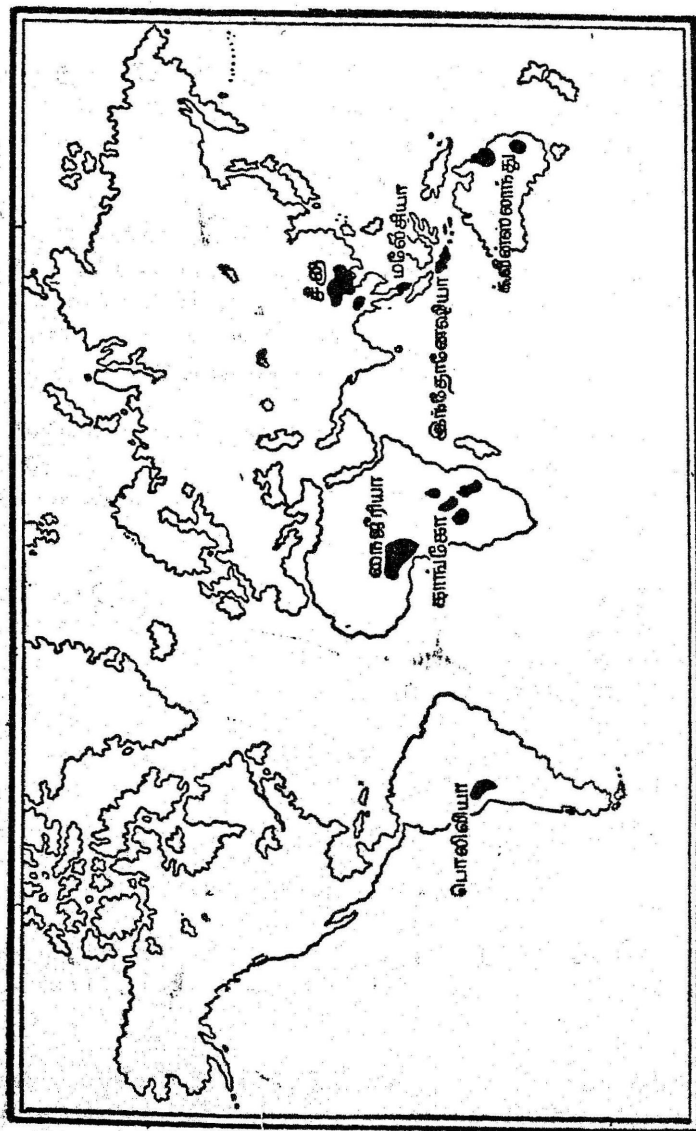 சீனா
மலேசியா
இந்தோனேஷியா
க்வீன்ஸ்லாந்து
நைஜீரியா
காங்கோ
பொலிவியா